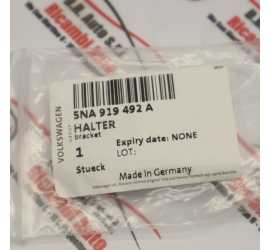 VOLKSWAGEN
5NA 919 492 A
HALTER
bracket
1
Expiry date: NONE
LOT:
Stueck
Made in Germany